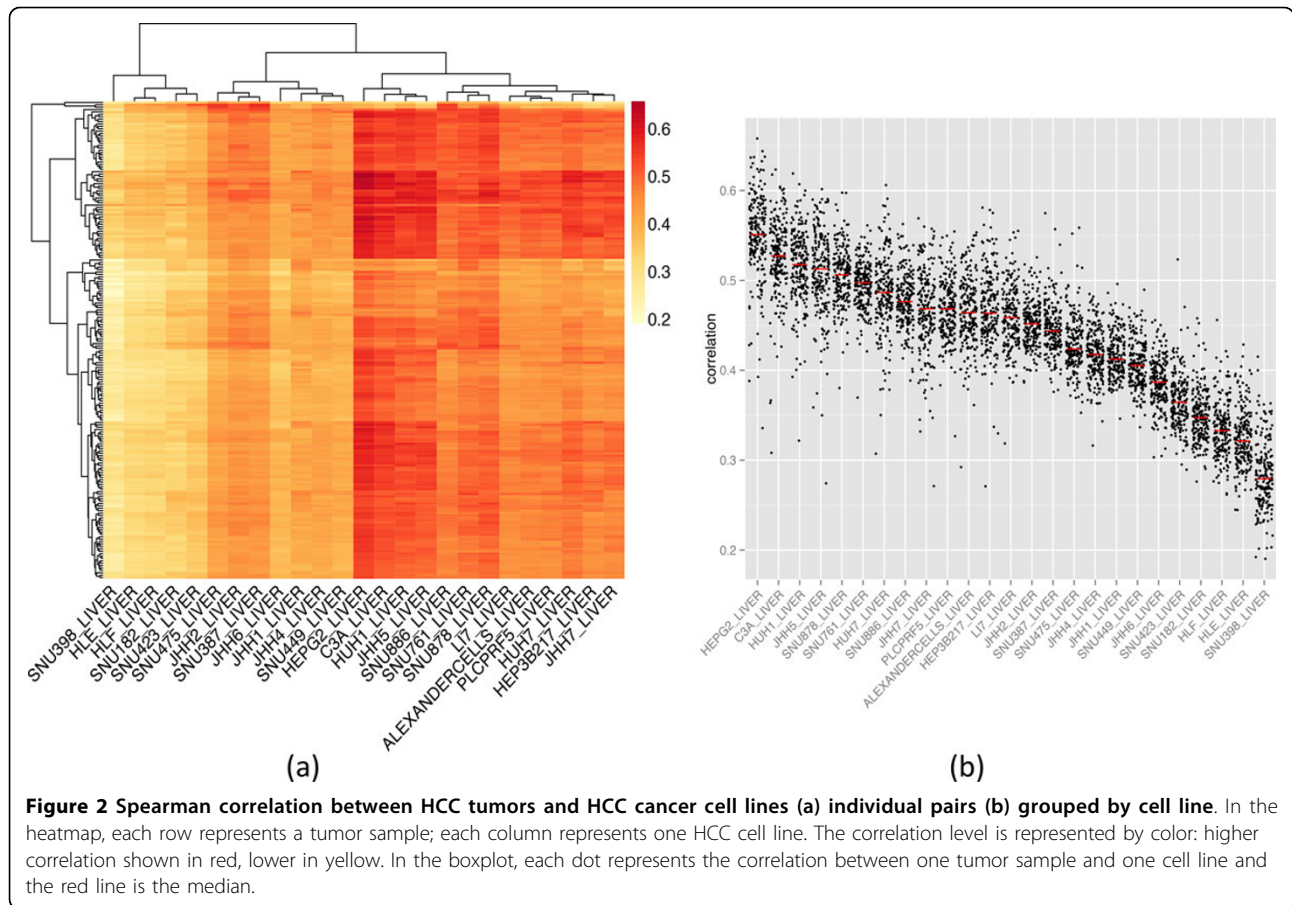 0.6
0.5
0.4
0.3
0.2
SNU398_LIVER
HLE_LIVER
HLF_LIVER
SNU182_LIVER
SNU423_LIVER
SNU475_LIVER
JHH2_LIVER
SNU387_LIVER
JHH6_LIVER
JHH1_LIVER
JHH4_LIVER
SNU449_LIVER
HEPG2_LIVER
C3A_LIVER
HUH1_LIVER
JHH5_LIVER
SNU886_LIVER
SNU761_LIVER
SNU878_LIVER
LI7_LIVER
ALEXANDERCELLS_LIVER
PLCPRF5_LIVER
HUH7_LIVER
HEP3B217_LIVER
JHH7_LIVER
(a)
correlation
0.6
0.5
0.4
0.3
0.2
HEPG2_LIVER
C3A_LIVER
HUH1_LIVER
JHH5_LIVER
SNU878_LIVER
SNU761_LIVER
HUH7_LIVER
SNU886_LIVER
JHH7_LIVER
PLCPRF5_LIVER
ALEXANDERCELLS_LIVER
HEP3B217_LIVER
LI7_LIVER
JHH2_LIVER
SNU387_LIVER
SNU475_LIVER
JHH4_LIVER
JHH1_LIVER
SNU449_LIVER
JHH6_LIVER
SNU423_LIVER
SNU182_LIVER
HLF_LIVER
HLE_LIVER
SNU398_LIVER
(b)
Figure 2 Spearman correlation between HCC tumors and HCC cancer cell lines (a) individual pairs (b) grouped by cell line. In the
heatmap, each row represents a tumor sample; each column represents one HCC cell line. The correlation level is represented by color: higher
correlation shown in red, lower in yellow. In the boxplot, each dot represents the correlation between one tumor sample and one cell line and
the red line is the median.